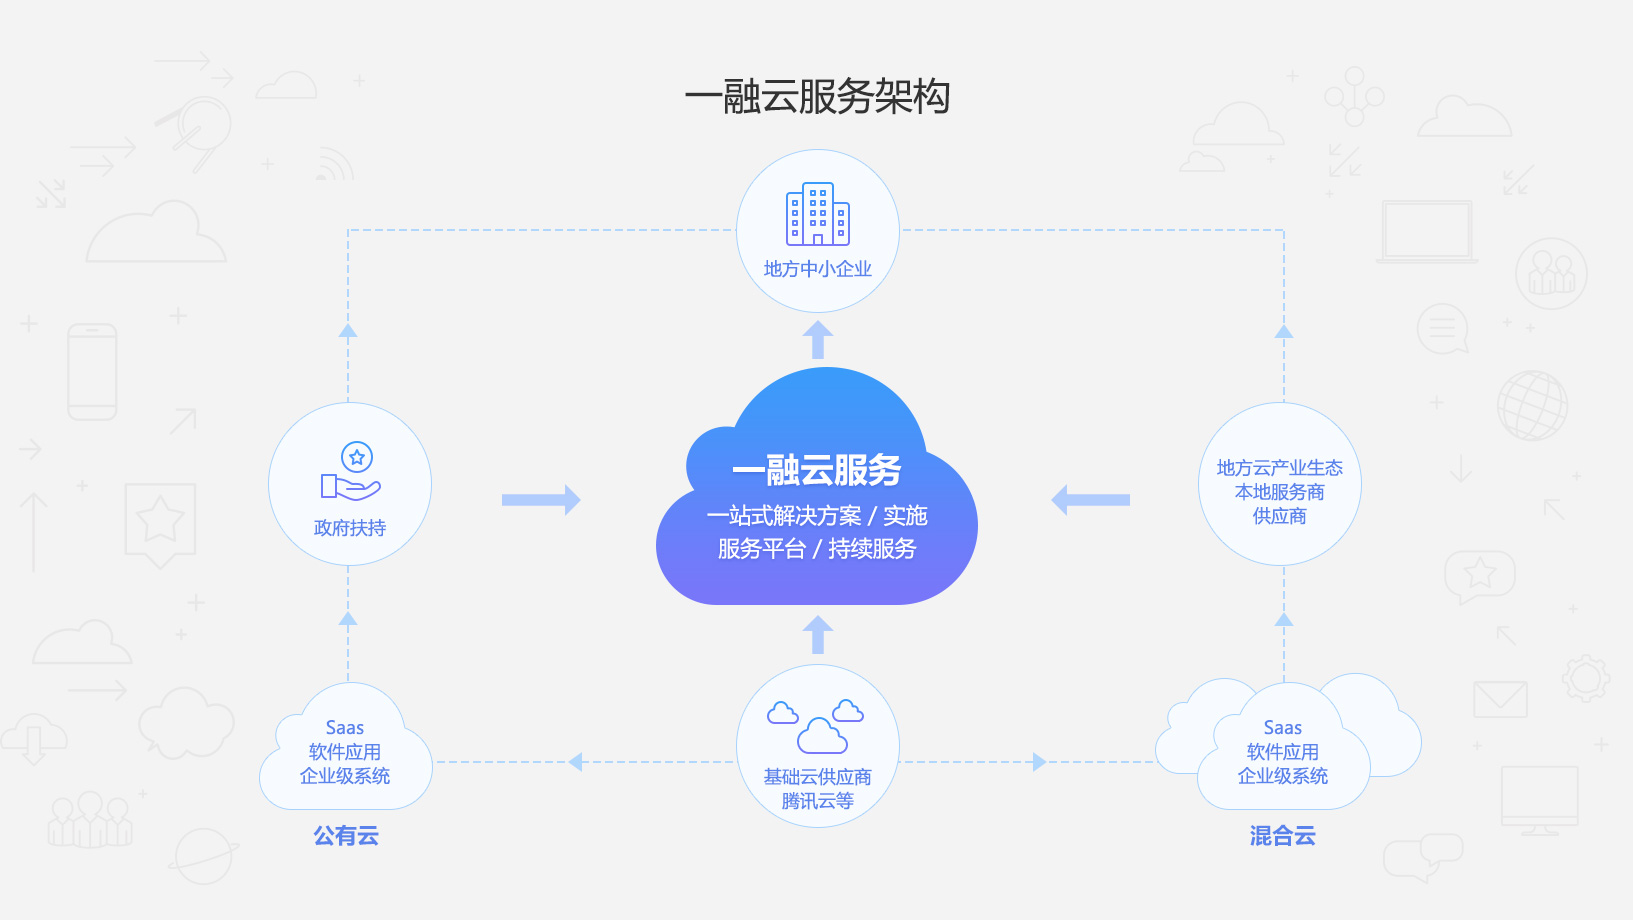 一融云服务架构
地方中小企业
一融云服务
一站式解决方案 / 实施
服务平台 / 持续服务
政府扶持
地方云产业生态
本地服务商
供应商
Saas
软件应用
企业级系统
公有云
基础云供应商
腾讯云等
Saas
软件应用
企业级系统
混合云